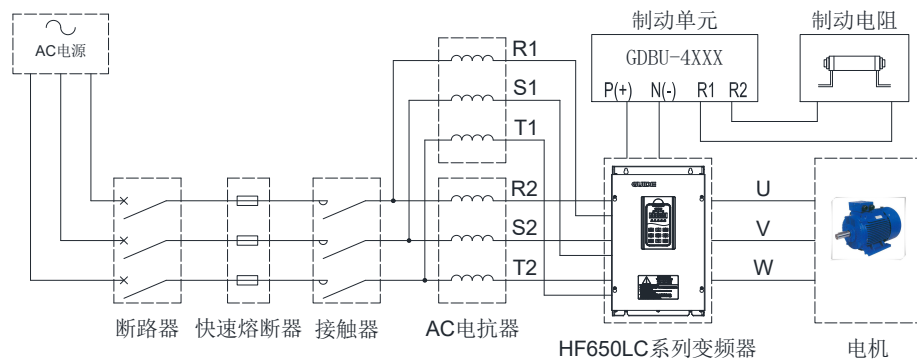 AC电源
R1
S1
T1
R2
S2
T2
制动单元
GDBU-4XXX
P(+) N(-) R1 R2
制动电阻
GUIDE
U
V
W
断路器 快速熔断器 接触器 AC电抗器 HF650LC系列变频器 电机